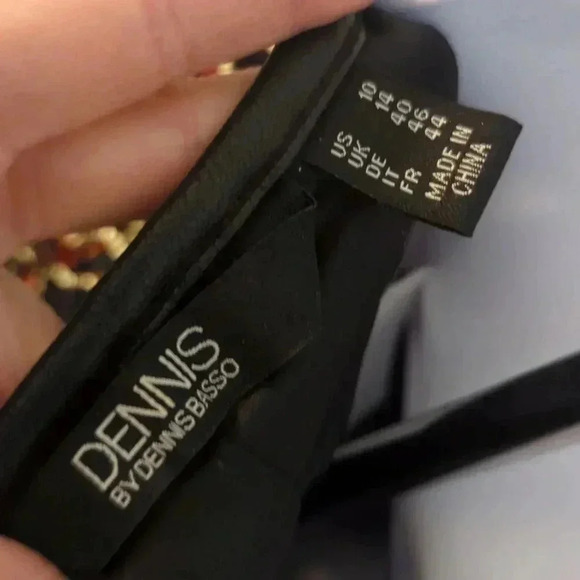 DENNIS
BY DENNIS BASSO
US 10
UK 14
DE 40
IT 46
FR 44
MADE IN
CHINA